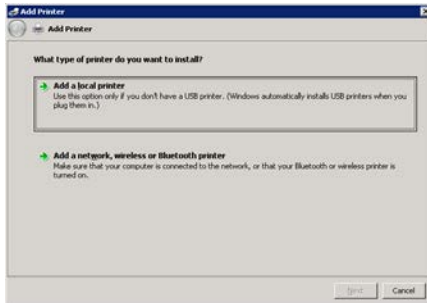 Add Printer
Add Printer
What type of printer do you want to install?
Add a local printer
Use this option only if you don't have a USB printer. (Windows automatically installs USB printers when you
plug them in.)
Add a network, wireless or Bluetooth printer
Make sure that your computer is connected to the network, or that your Bluetooth or wireless printer is
turned on.
Next
Cancel